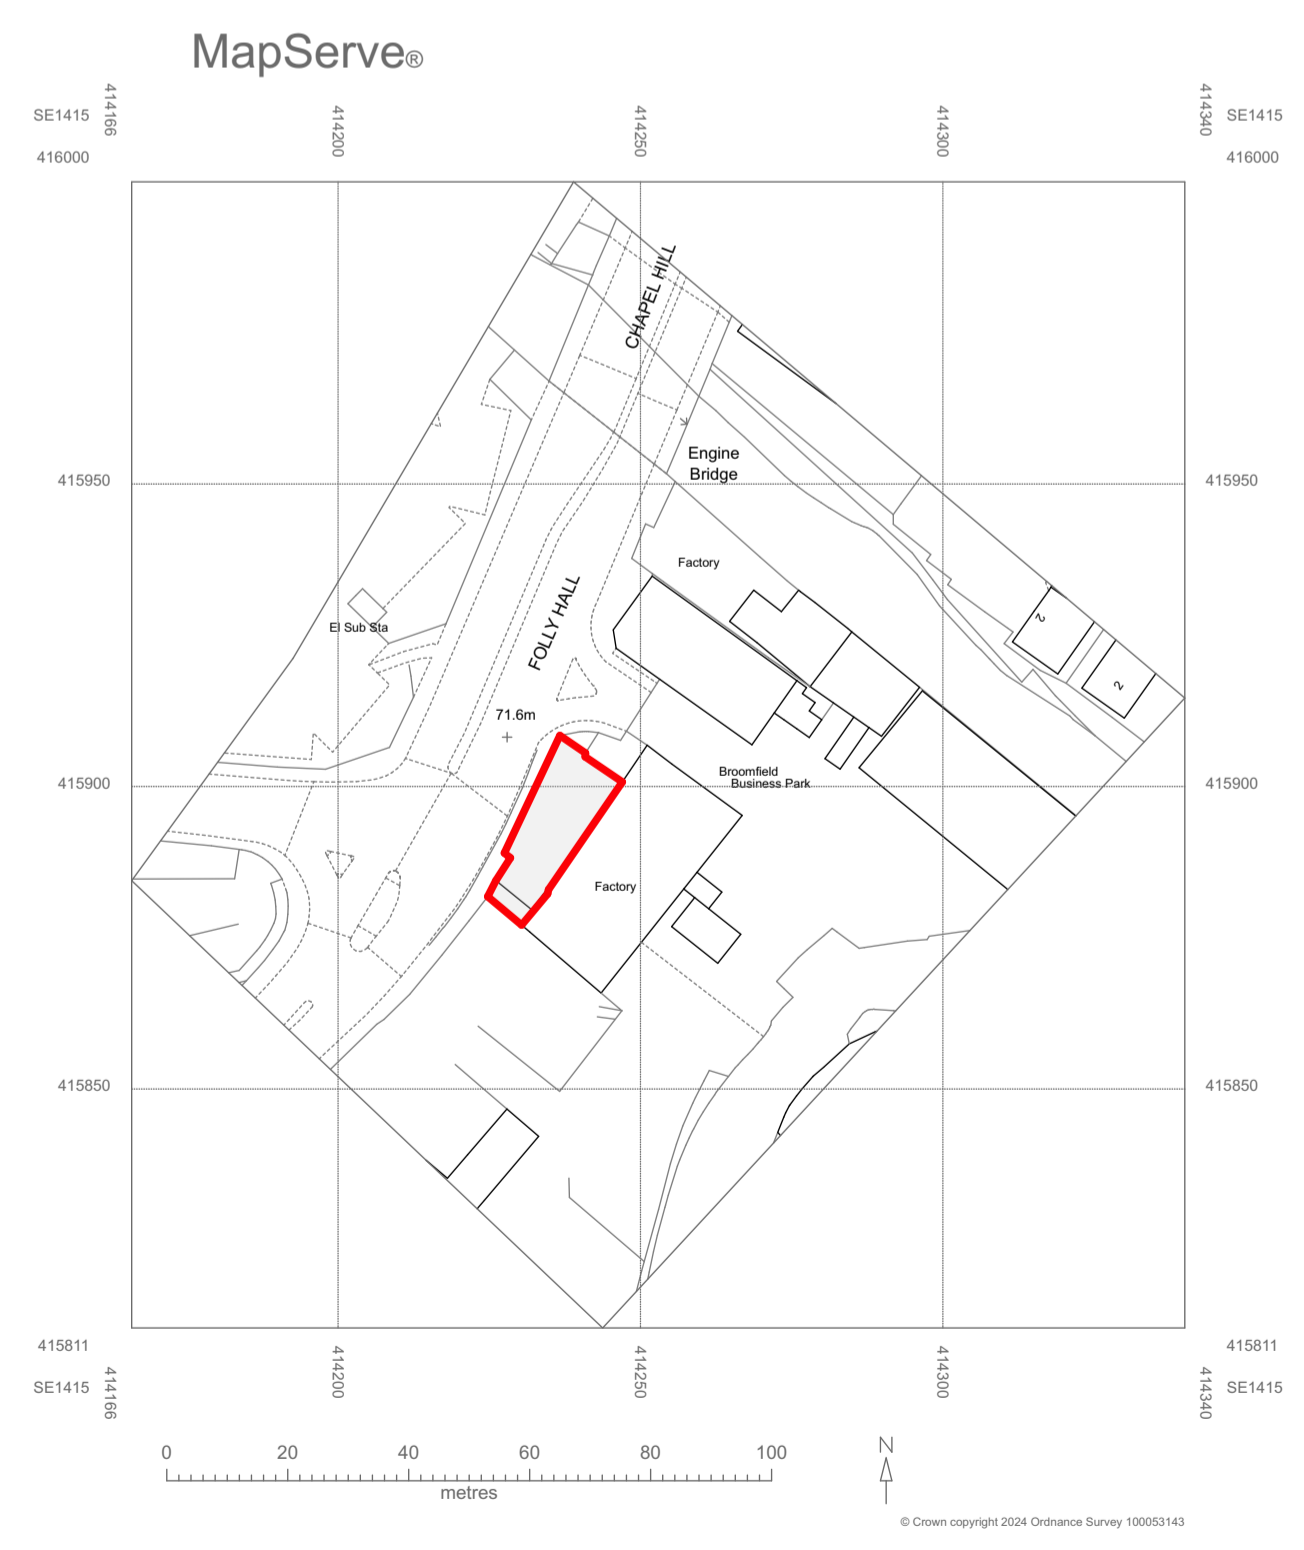 MapServe®
SE1415
414166
414200
414250
414300
414340
SE1415
416000
416000
CHAPEL HILL
Engine
Bridge
415950
415950
Factory
FOLLY HALL
El Sub Sta
2
2
71.6m
Broomfield
Business Park
415900
415900
Factory
415850
415850
415811
415811
SE1415
414166
414200
414250
414300
414340
SE1415
0 20 40 60 80 100
metres
N
© Crown copyright 2024 Ordnance Survey 100053143